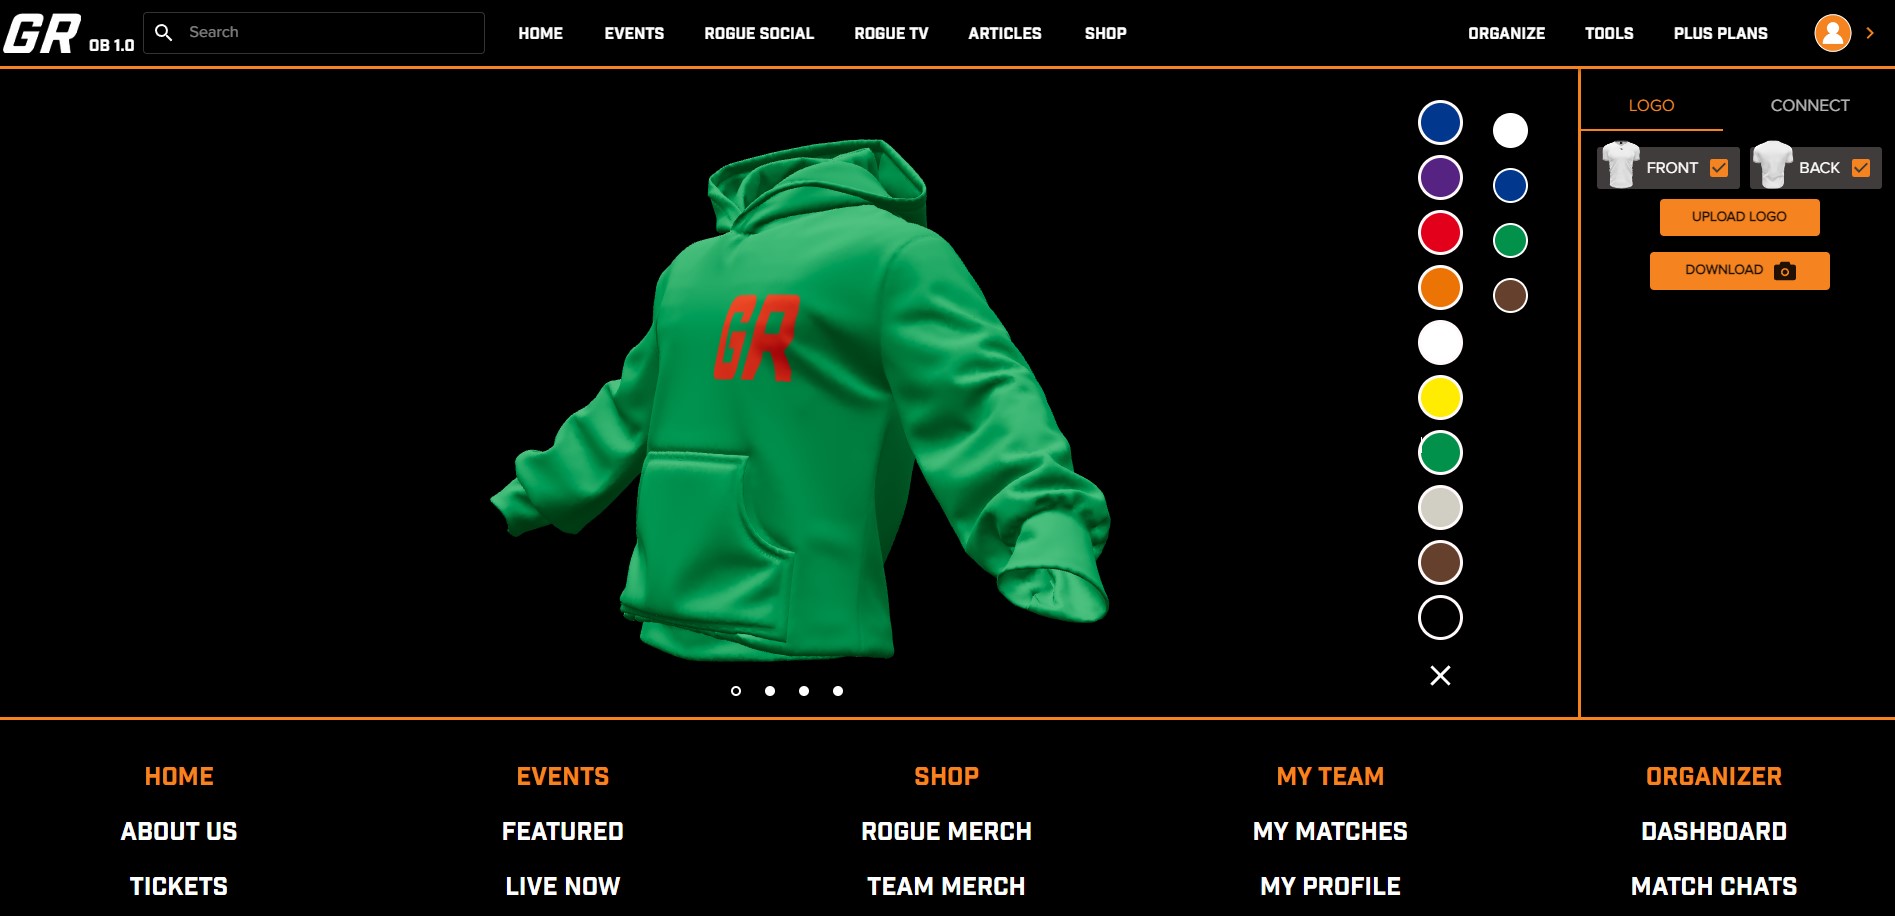 GR OB 1.0 Search HOME EVENTS ROGUE SOCIAL ROGUE TV ARTICLES SHOP ORGANIZE TOOLS PLUS PLANS
LOGO CONNECT
FRONT BACK
UPLOAD LOGO
DOWNLOAD
GR
HOME EVENTS SHOP MY TEAM ORGANIZER
ABOUT US FEATURED ROGUE MERCH MY MATCHES DASHBOARD
TICKETS LIVE NOW TEAM MERCH MY PROFILE MATCH CHATS